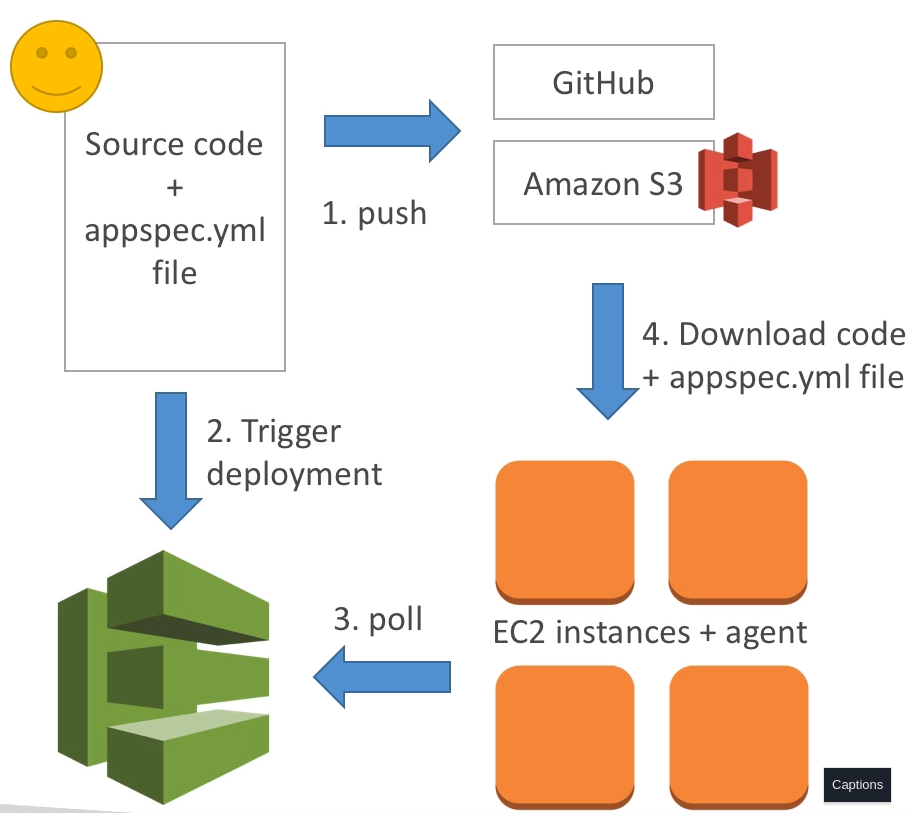 Source code
+
appspec.yml
file
1. push
GitHub
Amazon S3
2. Trigger
deployment
3. poll
4. Download code
+ appspec.yml file
EC2 instances + agent
Captions